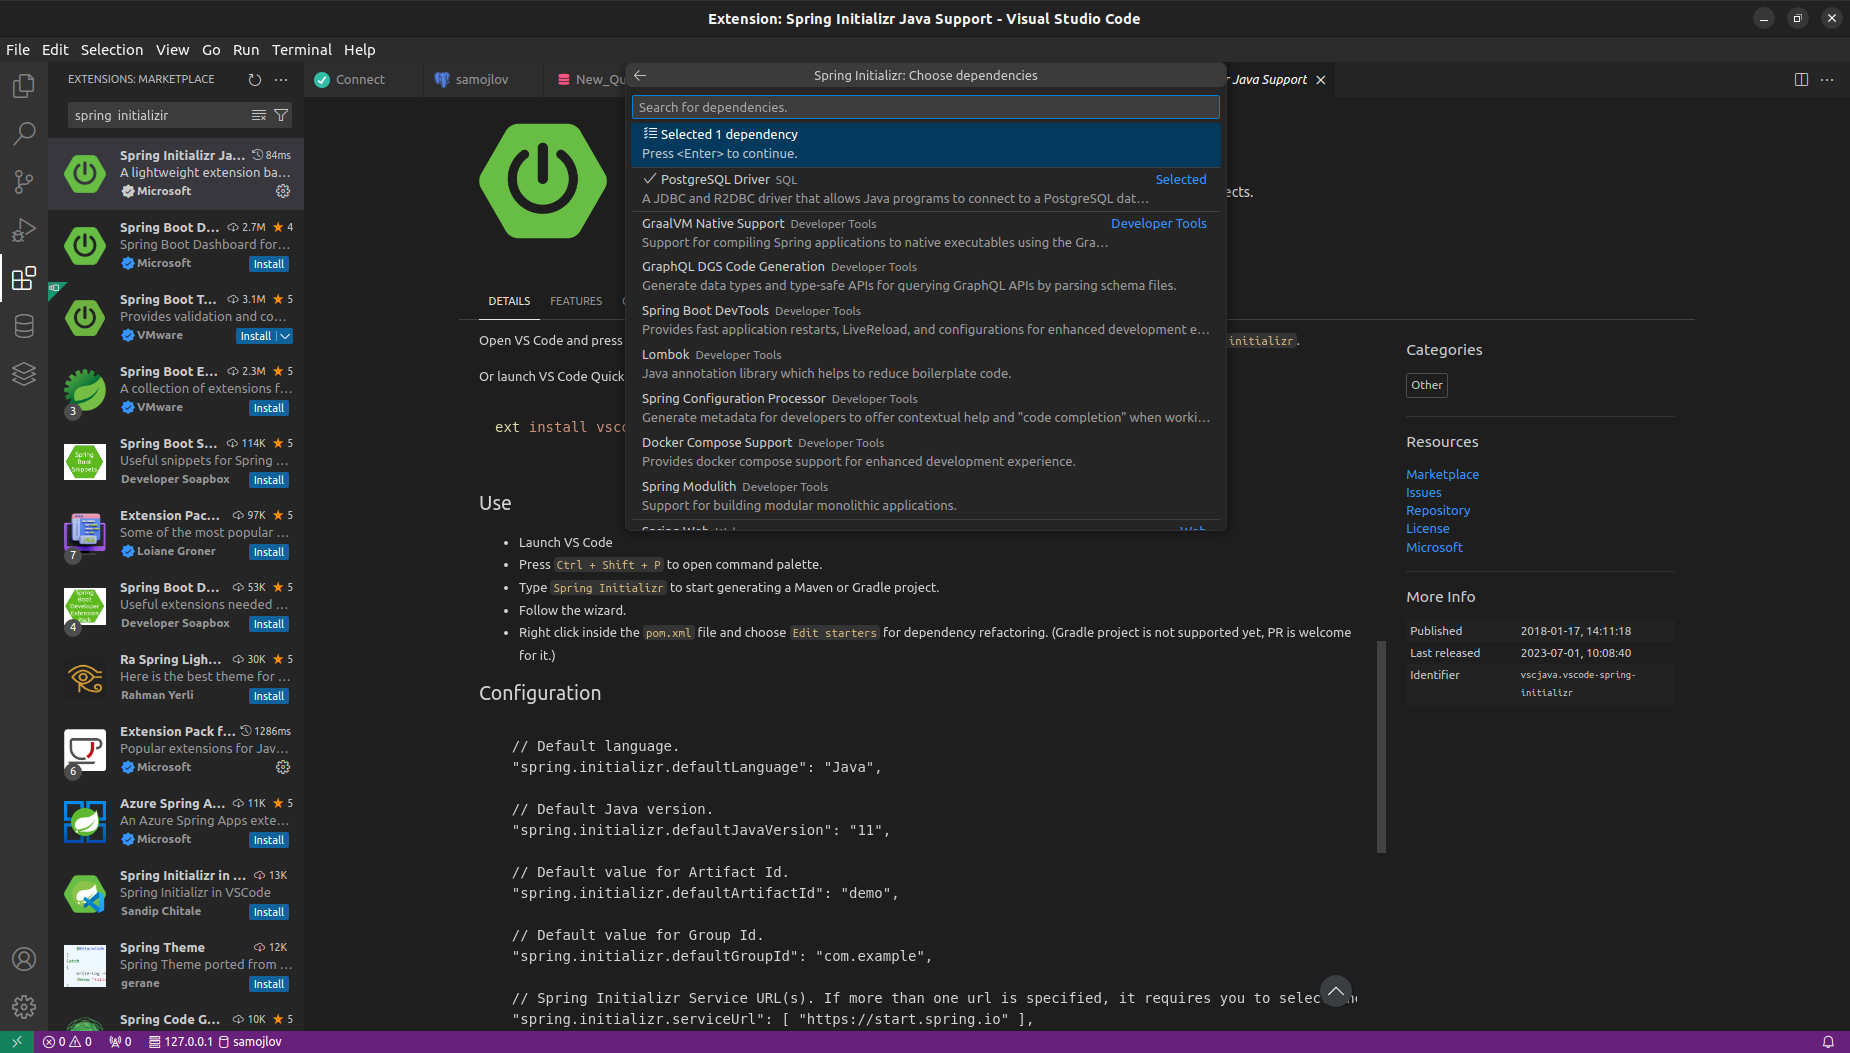 Extension: Spring Initializr Java Support - Visual Studio Code
File Edit Selection View Go Run Terminal Help
EXTENSIONS: MARKETPLACE
spring initializir
Spring Initializr Ja... 84ms
A lightweight extension ba...
Microsoft
Spring Boot D... 2.7M 4
Spring Boot Dashboard for...
Microsoft Install
Spring Boot T... 3.1M 5
Provides validation and co...
VMware Install
Spring Boot E... 2.3M 5
A collection of extensions f...
3 VMware Install
Spring Boot S... 114K 5
Useful snippets for Spring ...
Developer Soapbox Install
Spring Boot Snippets
Extension Pac... 97K 5
Some of the most popular ...
7 Loiane Groner Install
Spring Boot D... 53K 5
Useful extensions needed ...
4 Developer Soapbox Install
Spring Boot Developer Extension Pack
Ra Spring Ligh... 30K 5
Here is the best theme for ...
Rahman Yerli Install
Extension Pack f... 1286ms
Popular extensions for Jav...
6 Microsoft
Azure Spring A... 11K 5
An Azure Spring Apps exte...
Microsoft Install
Spring Initializr in ... 13K
Spring Initializr in VSCode
Sandip Chitale Install
Spring Theme 12K
Spring Theme ported from ...
gerane Install
Spring Code G... 10K 5
Connect samojlov New_Qu r Java Support
Spring Initializr: Choose dependencies
Search for dependencies.
Selected 1 dependency
Press <Enter> to continue.
PostgreSQL Driver SQL Selected
A JDBC and R2DBC driver that allows Java programs to connect to a PostgreSQL dat...
GraalVM Native Support Developer Tools Developer Tools
Support for compiling Spring applications to native executables using the Gra...
GraphQL DGS Code Generation Developer Tools
Generate data types and type-safe APIs for querying GraphQL APIs by parsing schema files.
Spring Boot DevTools Developer Tools
Provides fast application restarts, LiveReload, and configurations for enhanced development e...
Lombok Developer Tools
Java annotation library which helps to reduce boilerplate code.
Spring Configuration Processor Developer Tools
Generate metadata for developers to offer contextual help and "code completion" when worki...
Docker Compose Support Developer Tools
Provides docker compose support for enhanced development experience.
Spring Modulith Developer Tools
Support for building modular monolithic applications.
Spring Web Web Web
ects.
DETAILS FEATURES
Open VS Code and press initializr.
Or launch VS Code Quick
ext install vsco
Use
• Launch VS Code
• Press Ctrl + Shift + P to open command palette.
• Type Spring Initializr to start generating a Maven or Gradle project.
• Follow the wizard.
• Right click inside the pom.xml file and choose Edit starters for dependency refactoring. (Gradle project is not supported yet, PR is welcome
for it.)
Configuration
// Default language.
"spring.initializr.defaultLanguage": "Java",
// Default Java version.
"spring.initializr.defaultJavaVersion": "11",
// Default value for Artifact Id.
"spring.initializr.defaultArtifactId": "demo",
// Default value for Group Id.
"spring.initializr.defaultGroupId": "com.example",
// Spring Initializr Service URL(s). If more than one url is specified, it requires you to select
"spring.initializr.serviceUrl": [ "https://start.spring.io" ],
Categories
Other
Resources
Marketplace
Issues
Repository
License
Microsoft
More Info
Published 2018-01-17, 14:11:18
Last released 2023-07-01, 10:08:40
Identifier vscjava.vscode-spring-
initializr
0 0 0 127.0.0.1 samojlov